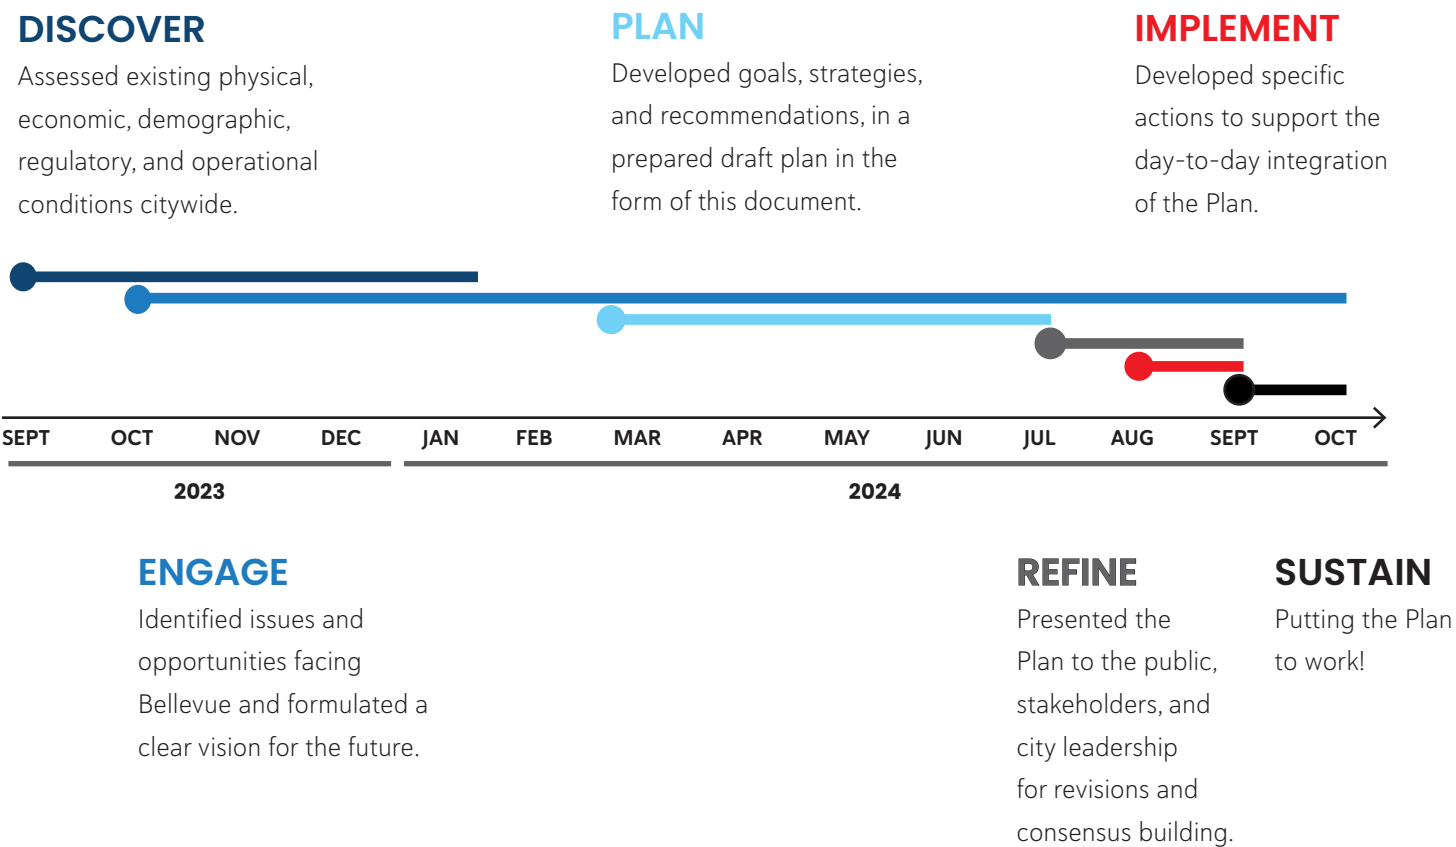 DISCOVER
Assessed existing physical,
economic, demographic,
regulatory, and operational
conditions citywide.
PLAN
Developed goals, strategies,
and recommendations, in a
prepared draft plan in the
form of this document.
IMPLEMENT
Developed specific
actions to support the
day-to-day integration
of the Plan.
SEPT OCT NOV DEC JAN FEB MAR APR MAY JUN JUL AUG SEPT OCT
2023 2024
ENGAGE
Identified issues and
opportunities facing
Bellevue and formulated a
clear vision for the future.
REFINE
Presented the
Plan to the public,
stakeholders, and
city leadership
for revisions and
consensus building.
SUSTAIN
Putting the Plan
to work!